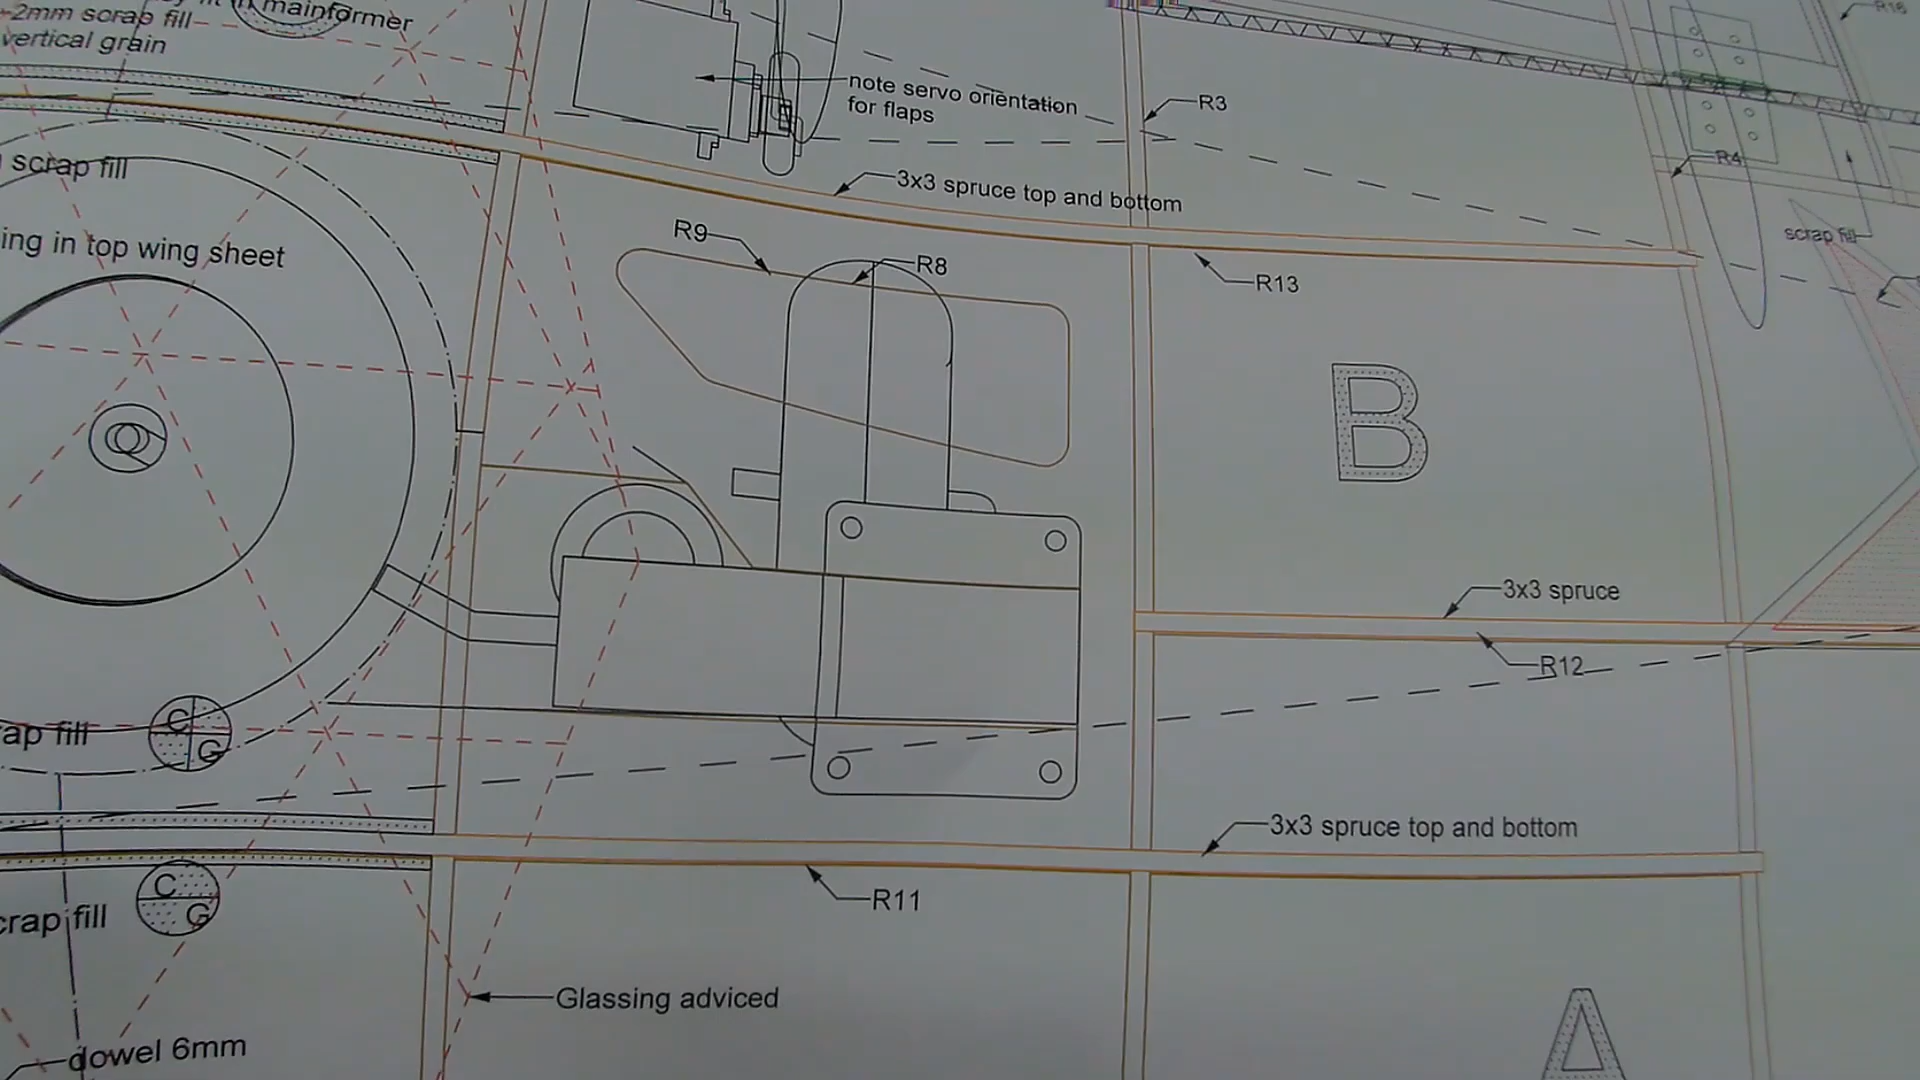 mainformer
2mm scrap fill
vertical grain
R16
note servo orientation
for flaps
R3
R4
scrap fill
3x3 spruce top and bottom
scrap fill
ing in top wing sheet
R9
R8
R13
B
3x3 spruce
R12
C
G
ap fill
3x3 spruce top and bottom
R11
C
G
crap fill
Glassing adviced
A
dowel 6mm